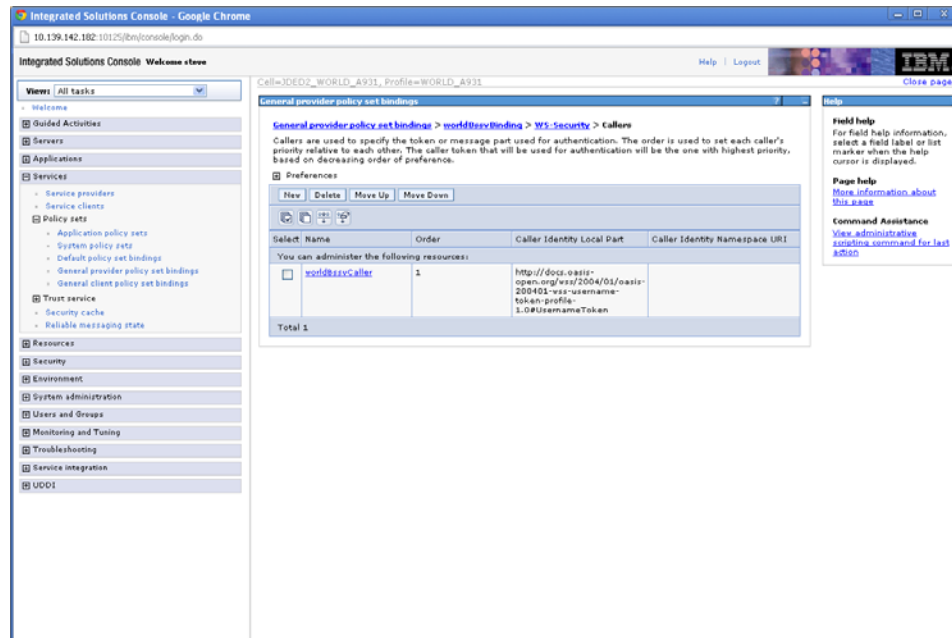 Integrated Solutions Console - Google Chrome
10.139.142.182:10125/ibm/console/login.do
Integrated Solutions Console Welcome steve
Help | Logout
IBM
View: All tasks
Welcome
Guided Activities
Servers
Applications
Services
Service providers
Service clients
Policy sets
Application policy sets
System policy sets
Default policy set bindings
General provider policy set bindings
General client policy set bindings
Trust service
Security cache
Reliable messaging state
Resources
Security
Environment
System administration
Users and Groups
Monitoring and Tuning
Troubleshooting
Service integration
UDDI
Cell=JDED2_WORLD_A931, Profile=WORLD_A931
Close page
General provider policy set bindings
?
General provider policy set bindings > worldBssvBinding > WS-Security > Callers
Callers are used to specify the token or message part used for authentication. The order is used to set each caller's
priority relative to each other. The caller token that will be used for authentication will be the one with highest priority,
based on decreasing order of preference.
Preferences
New Delete Move Up Move Down
Select Name Order Caller Identity Local Part Caller Identity Namespace URI
You can administer the following resources:
worldBssvCaller 1 http://docs.oasis-
open.org/wss/2004/01/oasis-
200401-wss-username-
token-profile-
1.0#UsernameToken
Total 1
Help
Field help
For field help information,
select a field label or list
marker when the help
cursor is displayed.
Page help
More information about
this page
Command Assistance
View administrative
scripting command for last
action